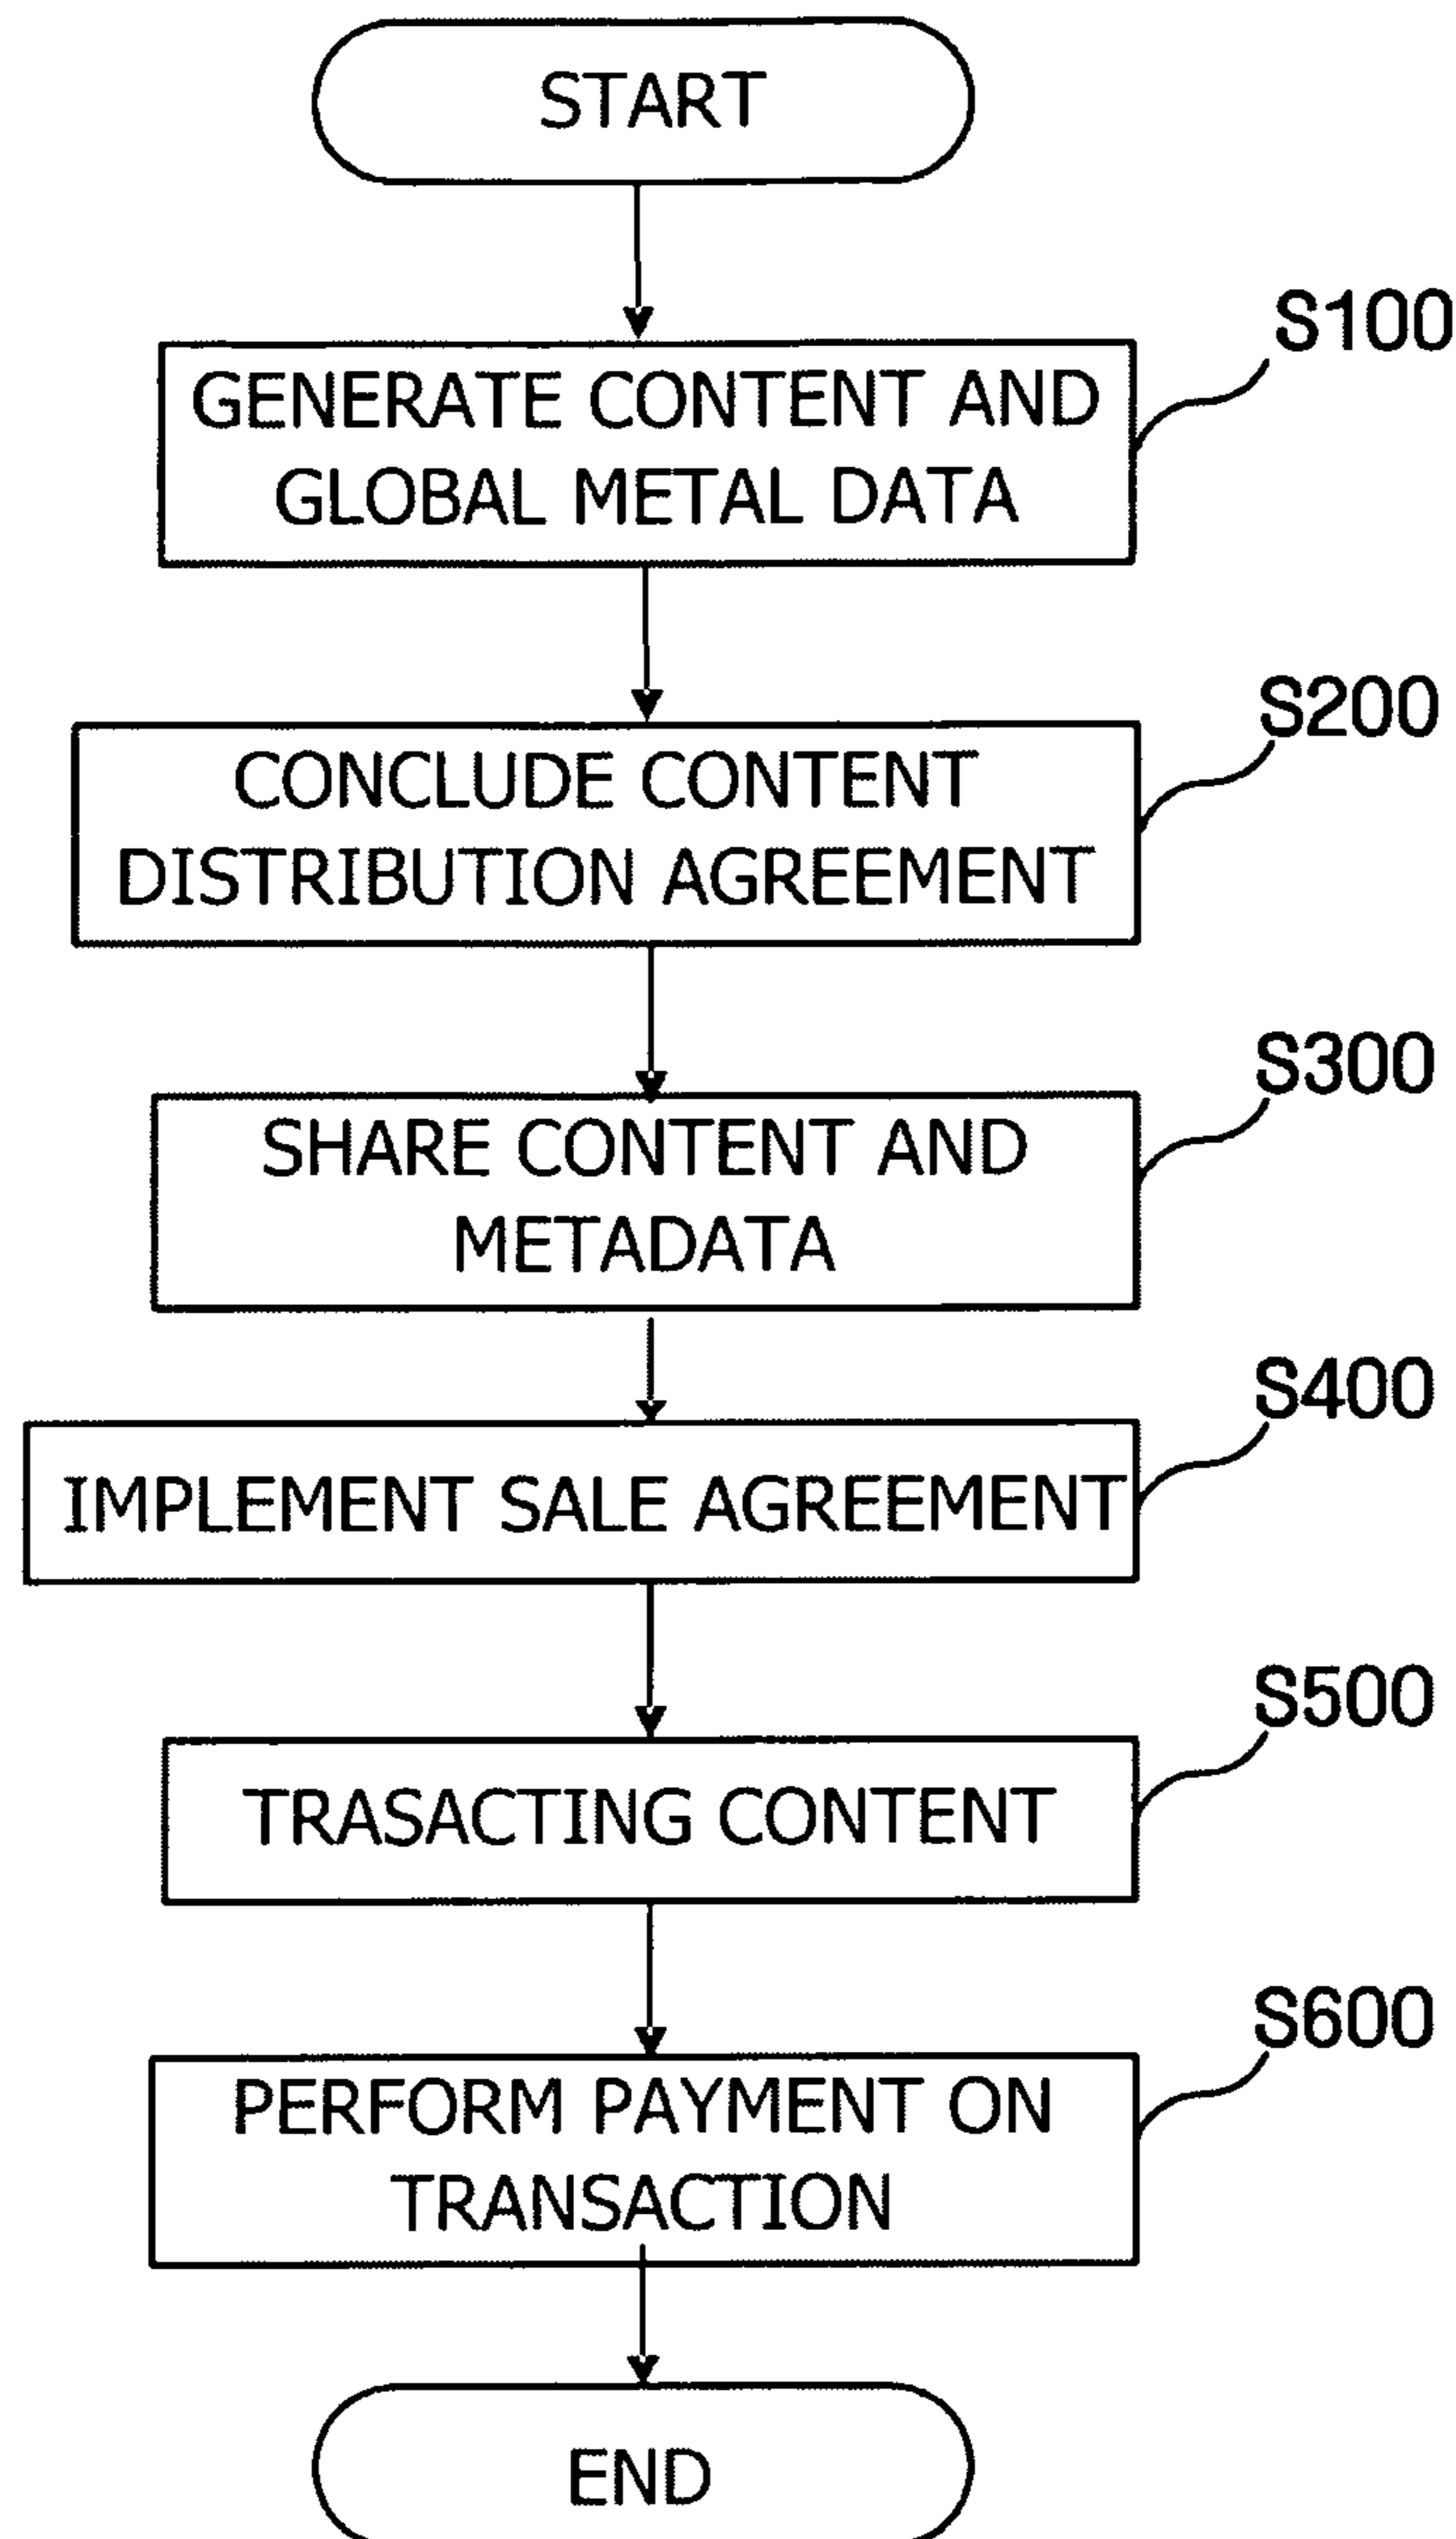 START
S100
GENERATE CONTENT AND
GLOBAL METAL DATA
S200
CONCLUDE CONTENT
DISTRIBUTION AGREEMENT
S300
SHARE CONTENT AND
METADATA
S400
IMPLEMENT SALE AGREEMENT
S500
TRASACTING CONTENT
S600
PERFORM PAYMENT ON
TRANSACTION
END